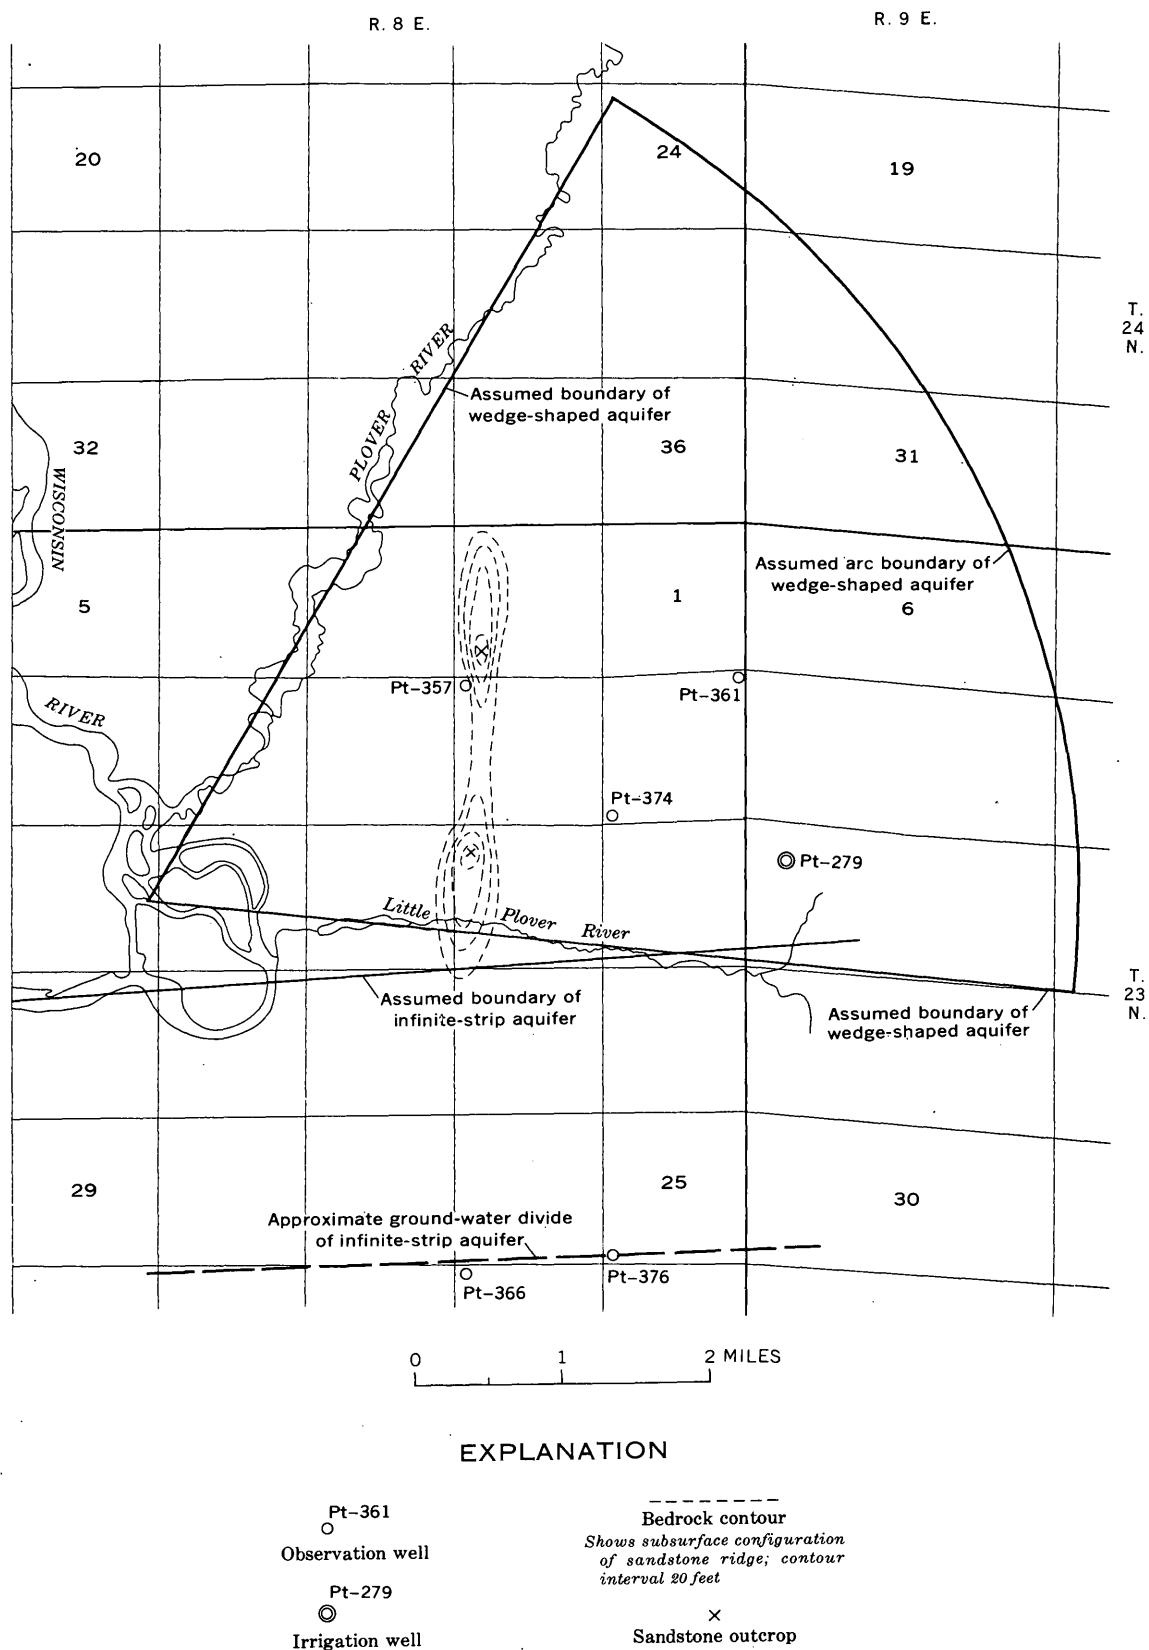 R. 8 E.
R. 9 E.
20
24
19
T.
24
N.
PLOVER RIVER
Assumed boundary of
wedge-shaped aquifer
32
36
31
WISCONSIN
Assumed arc boundary of
wedge-shaped aquifer
5
1
6
Pt-357
Pt-361
RIVER
Pt-374
Pt-279
Little Plover River
Assumed boundary of
infinite-strip aquifer
Assumed boundary of
wedge-shaped aquifer
T.
23
N.
29
25
30
Approximate ground-water divide
of infinite-strip aquifer
Pt-376
Pt-366
0 1 2 MILES
EXPLANATION
Pt-361
Observation well
Pt-279
Irrigation well
Bedrock contour
Shows subsurface configuration
of sandstone ridge; contour
interval 20 feet
Sandstone outcrop